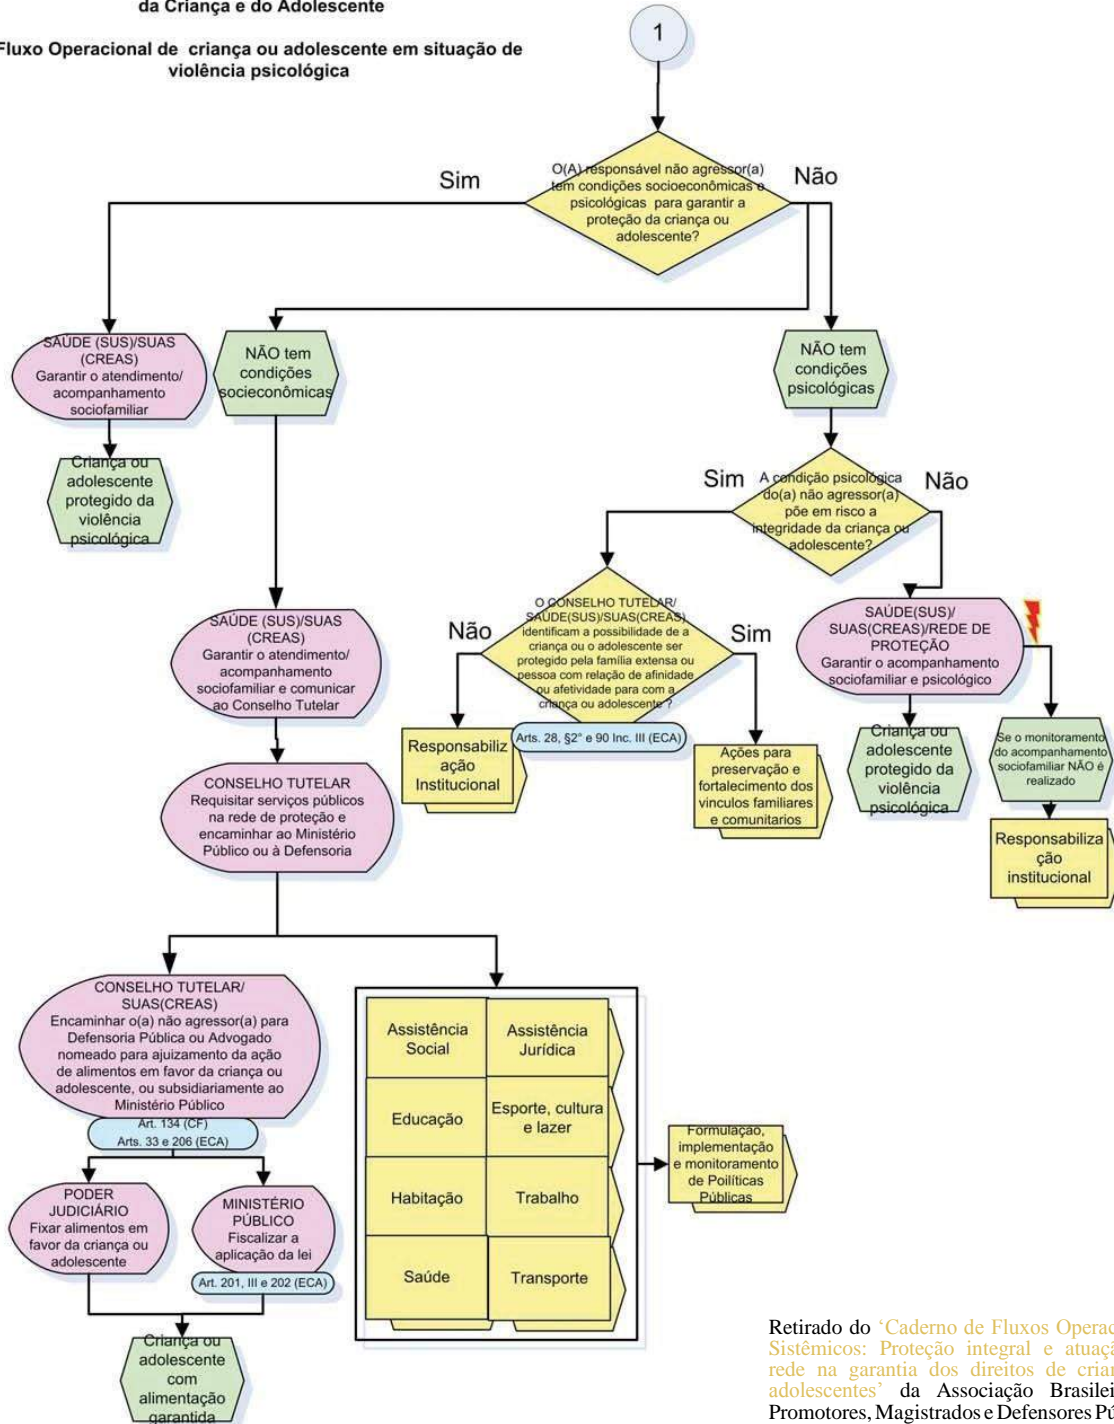 da Criança e do Adolescente
Fluxo Operacional de criança ou adolescente em situação de
violência psicológica
1
O(A) responsável não agressor(a)
tem condições socioeconômicas e
psicológicas para garantir a
proteção da criança ou
adolescente?
Sim
Não
SAÚDE (SUS)/SUAS
(CREAS)
Garantir o atendimento/
acompanhamento
sociofamiliar
Criança ou
adolescente
protegido da
violência
psicológica
NÃO tem
condições
socieconômicas
NÃO tem
condições
psicológicas
Sim
A condição psicológica
do(a) não agressor(a)
põe em risco a
integridade da criança ou
adolescente?
Não
SAÚDE (SUS)/SUAS
(CREAS)
Garantir o atendimento/
acompanhamento
sociofamiliar e comunicar
ao Conselho Tutelar
Não
O CONSELHO TUTELAR/
SAÚDE(SUS)/SUAS(CREAS)
identificam a possibilidade de a
criança ou o adolescente ser
protegido pela família extensa ou
pessoa com relação de afinidade
ou afetividade para com a
criança ou adolescente ?
Sim
Arts. 28, §2° e 90 Inc. III (ECA)
Responsabiliz
ação
Institucional
Ações para
preservação e
fortalecimento dos
vinculos familiares
e comunitarios
SAÚDE(SUS)/
SUAS(CREAS)/REDE DE
PROTEÇÃO
Garantir o acompanhamento
sociofamiliar e psicológico
Criança ou
adolescente
protegido da
violência
psicológica
Se o monitoramento
do acompanhamento
sociofamiliar NÃO é
realizado
Responsabiliza
ção
institucional
CONSELHO TUTELAR
Requisitar serviços públicos
na rede de proteção e
encaminhar ao Ministério
Público ou à Defensoria
CONSELHO TUTELAR/
SUAS(CREAS)
Encaminhar o(a) não agressor(a) para
Defensoria Pública ou Advogado
nomeado para ajuizamento da ação
de alimentos em favor da criança ou
adolescente, ou subsidiariamente ao
Ministério Público
Art. 134 (CF)
Arts. 33 e 206 (ECA)
PODER
JUDICIÁRIO
Fixar alimentos em
favor da criança ou
adolescente
MINISTÉRIO
PÚBLICO
Fiscalizar a
aplicação da lei
Art. 201, III e 202 (ECA)
Criança ou
adolescente
com
alimentação
garantida
Assistência
Social
Assistência
Jurídica
Educação
Esporte, cultura
e lazer
Habitação
Trabalho
Saúde
Transporte
Formulação,
implementação
e monitoramento
de Poilíticas
Públicas
Retirado do 'Caderno de Fluxos Operac
Sistêmicos: Proteção integral e atuaçã
rede na garantia dos direitos de crian
adolescentes' da Associação Brasilei
Promotores, Magistrados e Defensores Pú